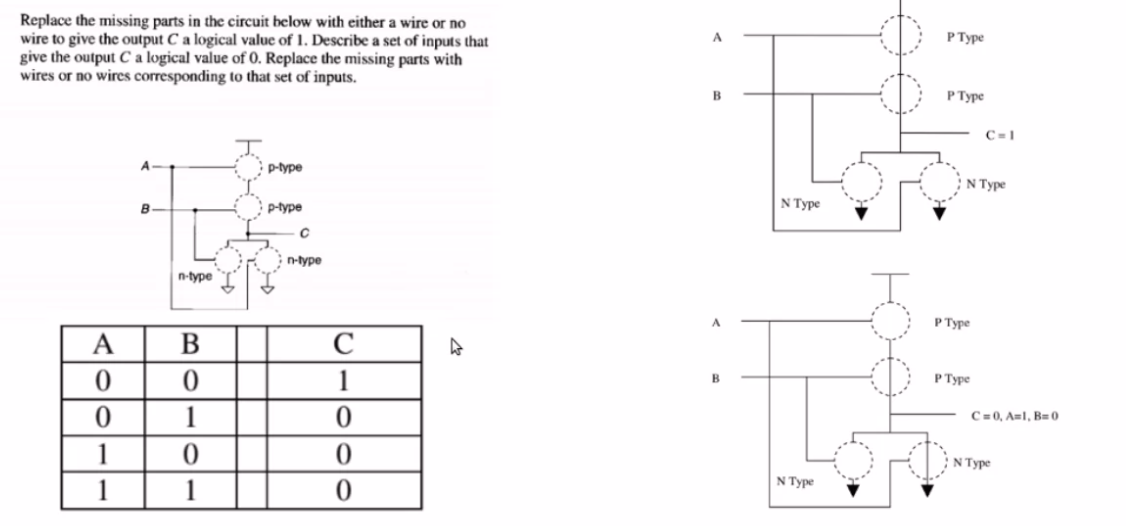 Replace the missing parts in the circuit below with either a wire or no
wire to give the output C a logical value of 1. Describe a set of inputs that
give the output C a logical value of 0. Replace the missing parts with
wires or no wires corresponding to that set of inputs.
A
p-type
B
p-type
C
n-type
n-type
A B C
0 0 1
0 1 0
1 0 0
1 1 0
A
P Type
B
P Type
C = 1
N Type
N Type
A
P Type
B
P Type
C = 0, A=1, B= 0
N Type
N Type